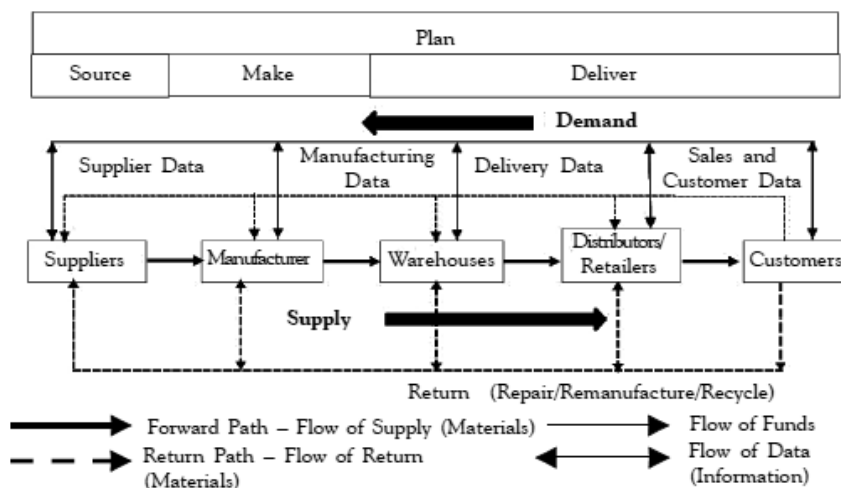 Plan
Source Make Deliver
Demand
Supplier Data Manufacturing Data Delivery Data Sales and Customer Data
Suppliers Manufacturer Warehouses Distributors/ Retailers Customers
Supply
Return (Repair/Remanufacture/Recycle)
Forward Path – Flow of Supply (Materials) Flow of Funds
Return Path – Flow of Return (Materials) Flow of Data (Information)